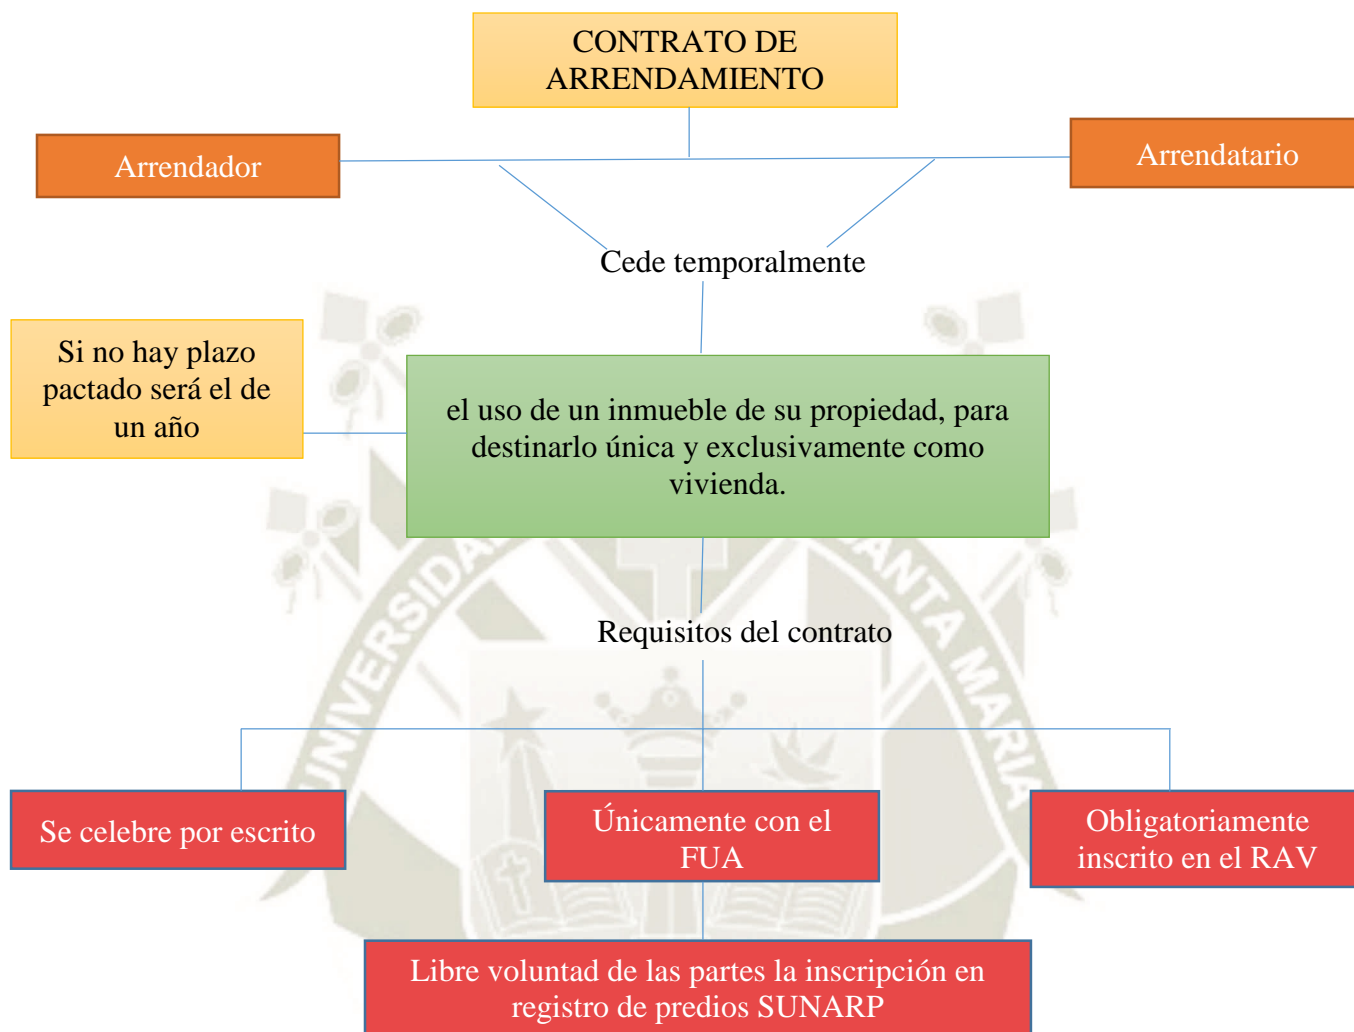 CONTRATO DE
ARRENDAMIENTO
Arrendador
Arrendatario
Cede temporalmente
Si no hay plazo
pactado será el de
un año
el uso de un inmueble de su propiedad, para
destinarlo única y exclusivamente como
vivienda.
Requisitos del contrato
Se celebre por escrito
Únicamente con el
FUA
Obligatoriamente
inscrito en el RAV
Libre voluntad de las partes la inscripción en
registro de predios SUNARP
UNIVERSIDA
ANTA MARIA